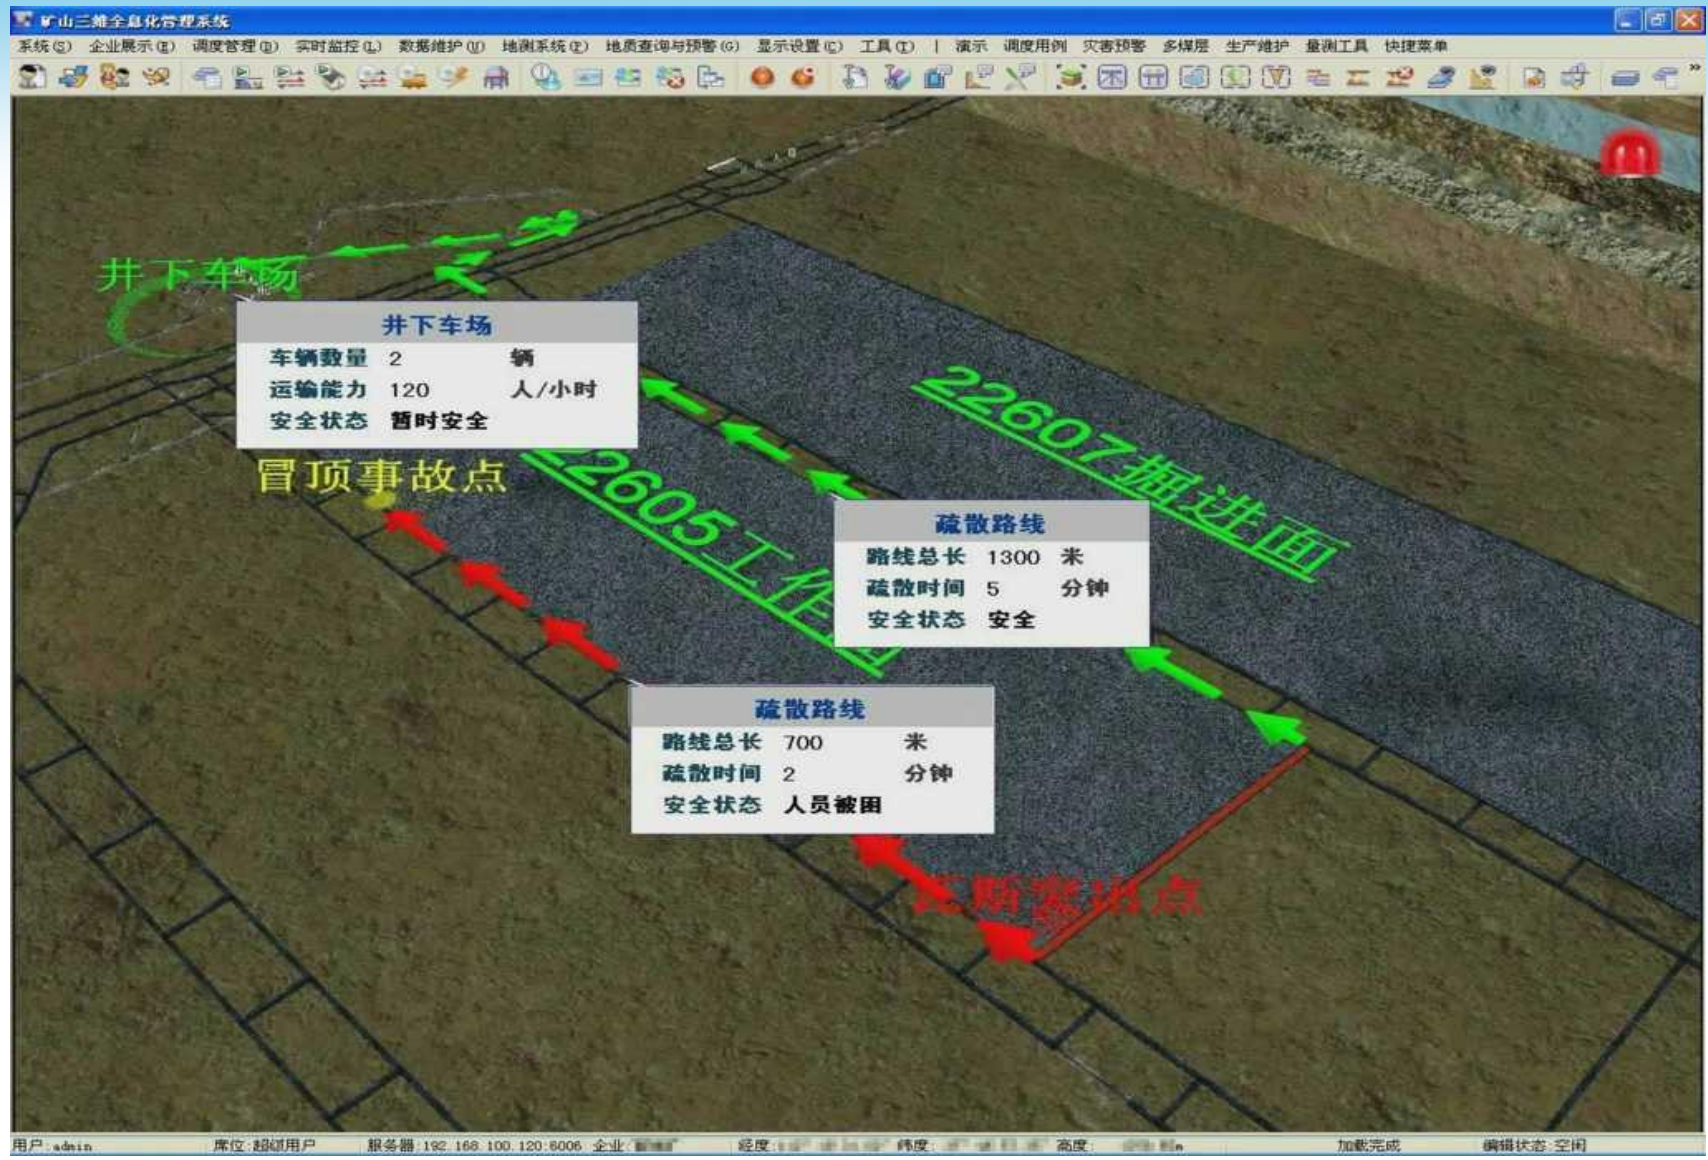 矿山三维全息化管理系统
系统(S) 企业展示(E) 调度管理(D) 实时监控(L) 数据维护(U) 地测系统(P) 地质查询与预警(G) 显示设置(C) 工具(T) | 演示 调度用例 灾害预警 多煤层 生产维护 量测工具 快捷菜单
井下车场
井下车场
车辆数量 2 辆
运输能力 120 人/小时
安全状态 暂时安全
冒顶事故点
22607掘进面
22605工作面
疏散路线
路线总长 1300 米
疏散时间 5 分钟
安全状态 安全
疏散路线
路线总长 700 米
疏散时间 2 分钟
安全状态 人员被困
瓦斯突出点
用户:admin 席位:超级用户 服务器:192.168.100.120:6006 企业: 经度: 纬度: 高度: m 加载完成 编辑状态:空闲